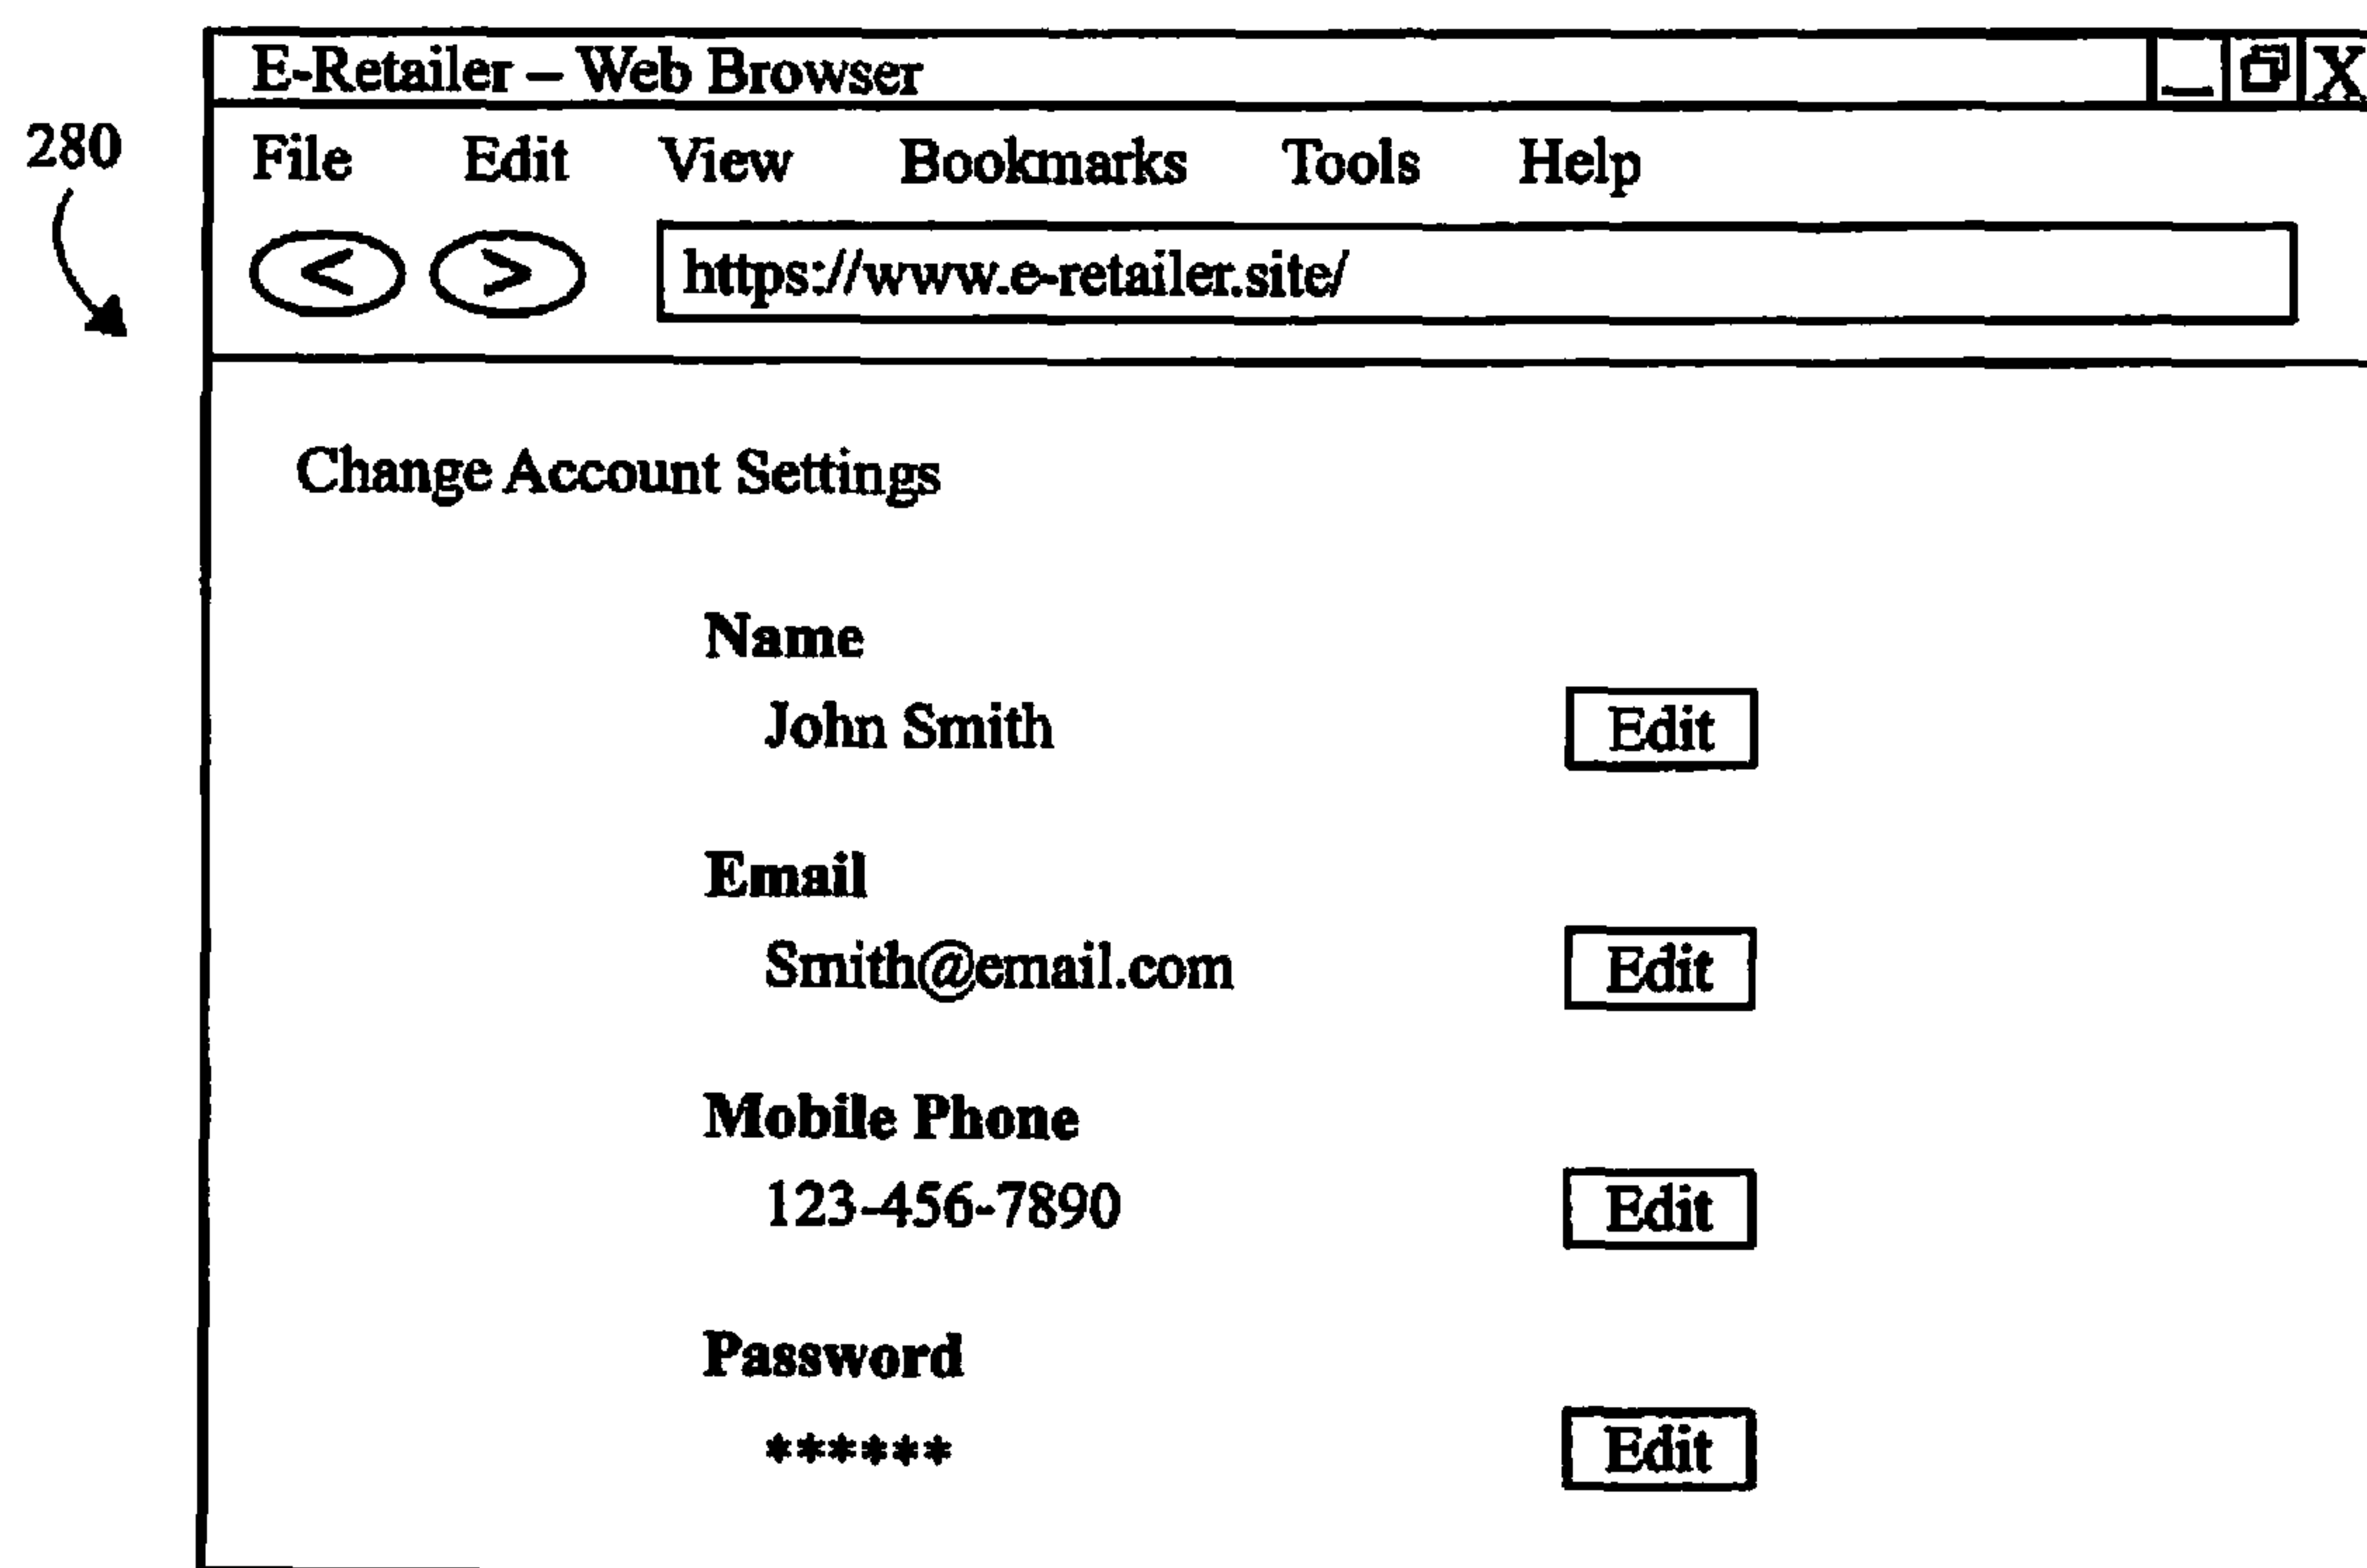 E-Retailer – Web Browser
_ X
280
File Edit View Bookmarks Tools Help
< > https://www.e-retailer.site/
Change Account Settings
Name
John Smith Edit
Email
Smith@email.com Edit
Mobile Phone
123-456-7890 Edit
Password
****** Edit